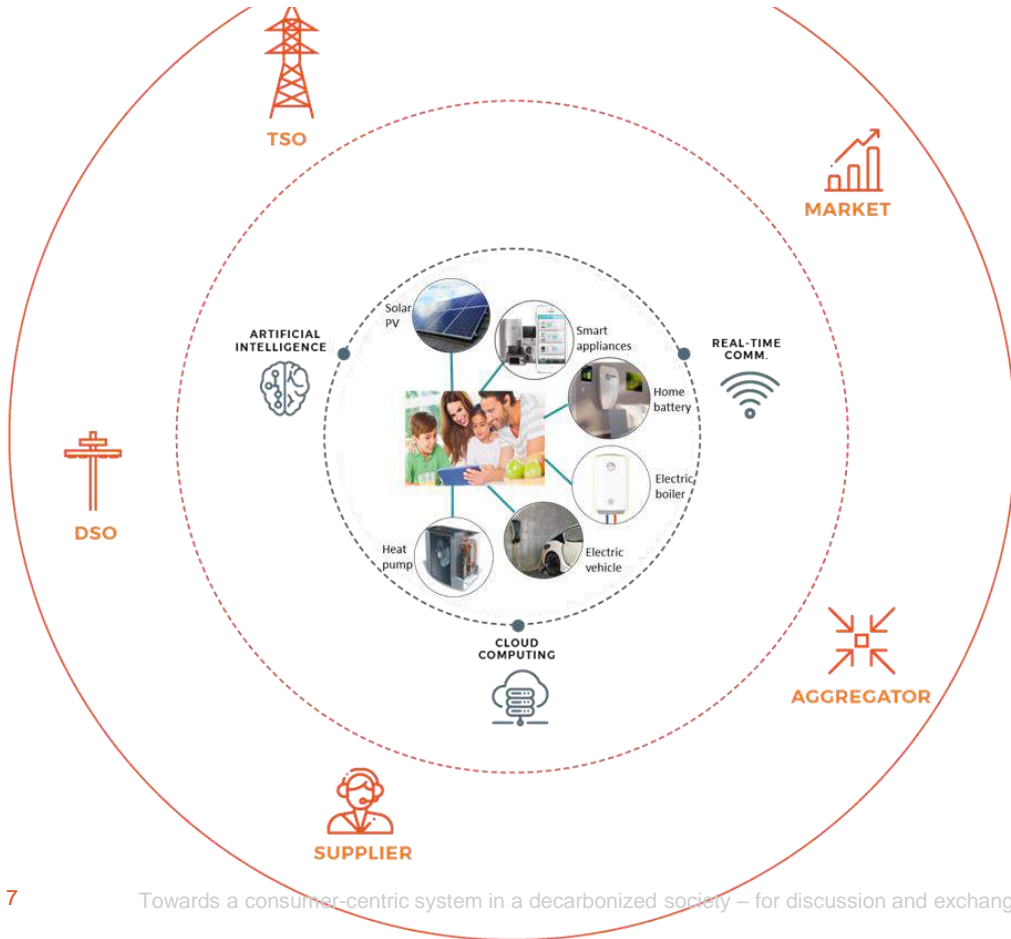 TSO
MARKET
Solar
PV
Smart
appliances
ARTIFICIAL
INTELLIGENCE
REAL-TIME
COMM.
Home
battery
DSO
Electric
boiler
Heat
pump
Electric
vehicle
CLOUD
COMPUTING
AGGREGATOR
SUPPLIER
7
Towards a consumer-centric system in a decarbonized society – for discussion and exchang